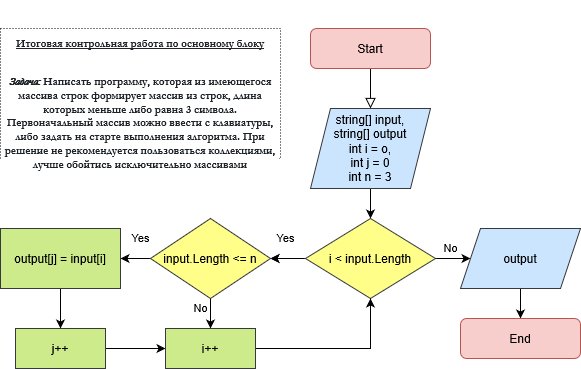 Итоговая контрольная работа по основному блоку
Задача: Написать программу, которая из имеющегося
массива строк формирует массив из строк, длина
которых меньше либо равна 3 символа.
Первоначальный массив можно ввести с клавиатуры,
либо задать на старте выполнения алгоритма. При
решение не рекомендуется пользоваться коллекциями,
лучше обойтись исключительно массивами
Start
string[] input,
string[] output
int i = o,
int j = 0
int n = 3
i < input.Length
Yes
No
input.Length <= n
Yes
No
output[j] = input[i]
output
j++
i++
End